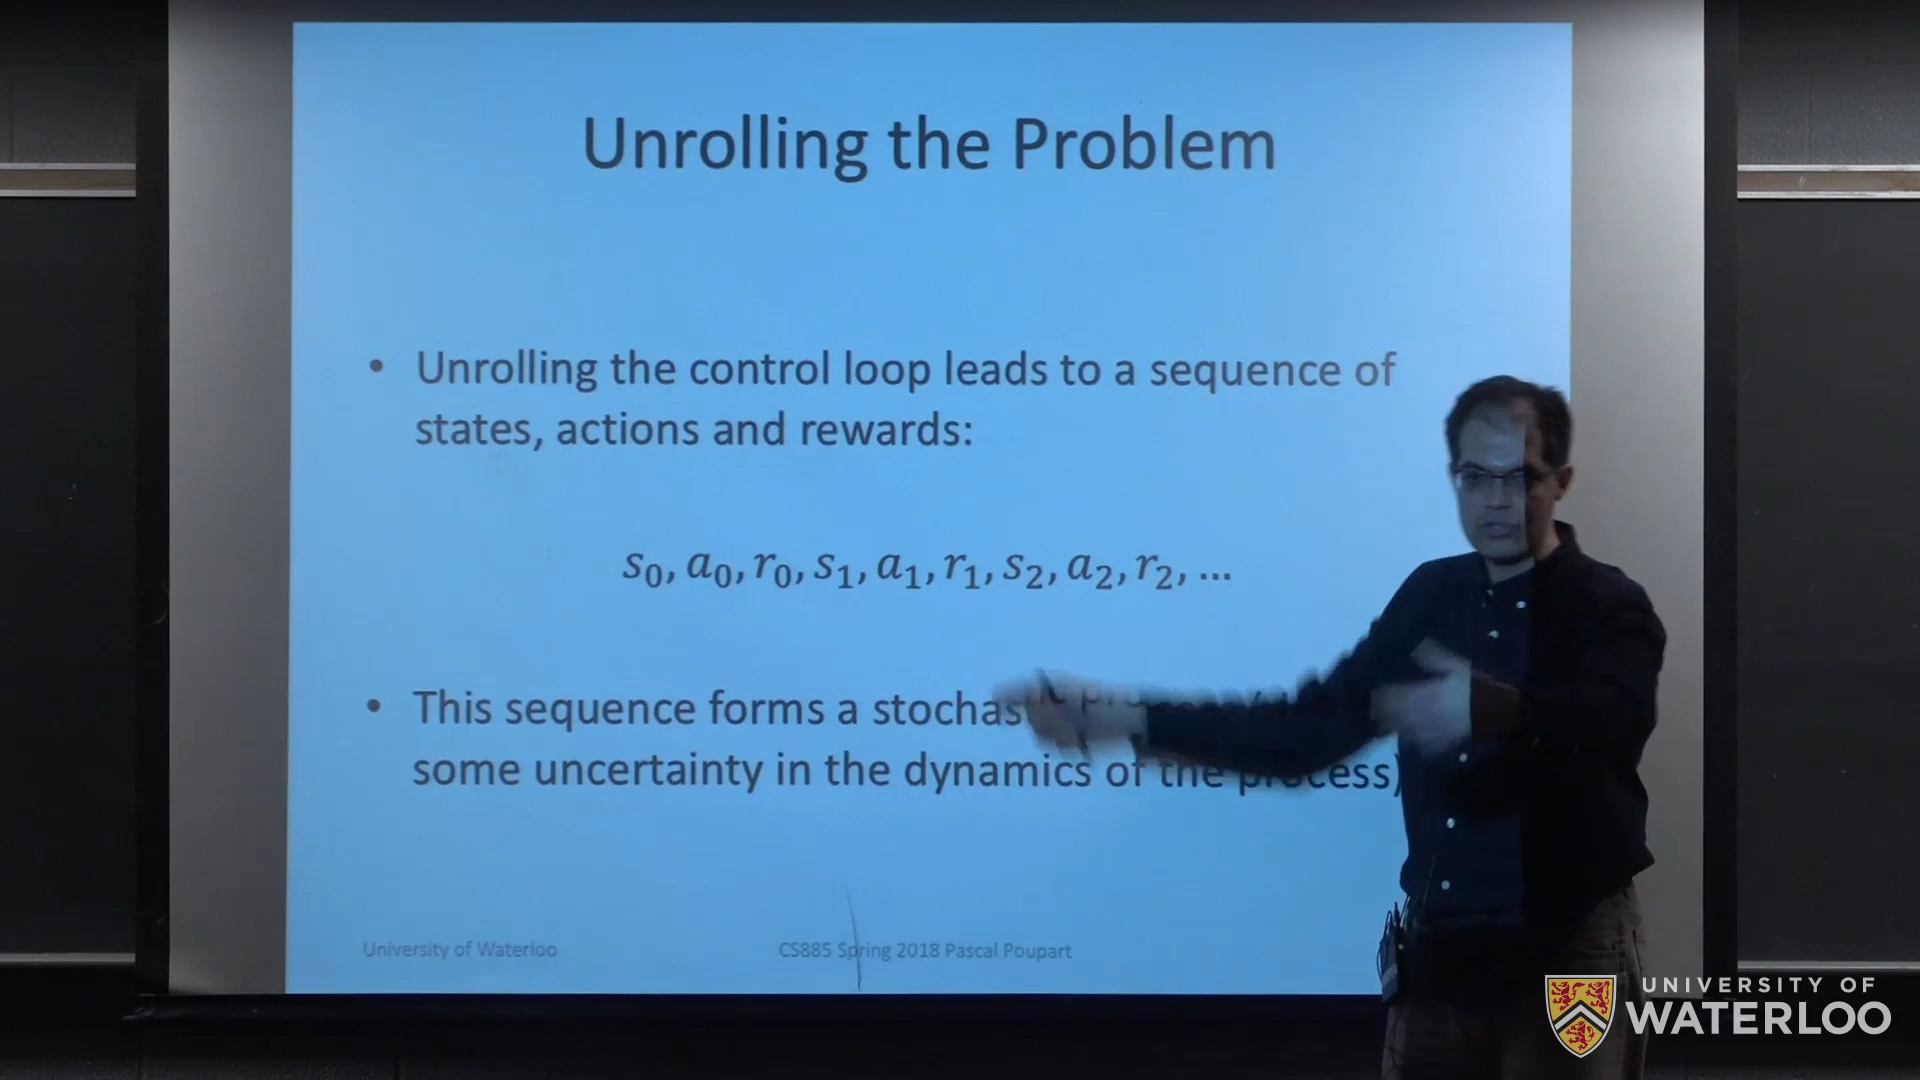 Unrolling the Problem
• Unrolling the control loop leads to a sequence of
states, actions and rewards:
s₀, a₀, r₀, s₁, a₁, r₁, s₂, a₂, r₂, …
• This sequence forms a
some uncertainty in the dynamics of the process)
University of Waterloo
CS885 Spring 2018 Pascal Poupart
UNIVERSITY OF
WATERLOO